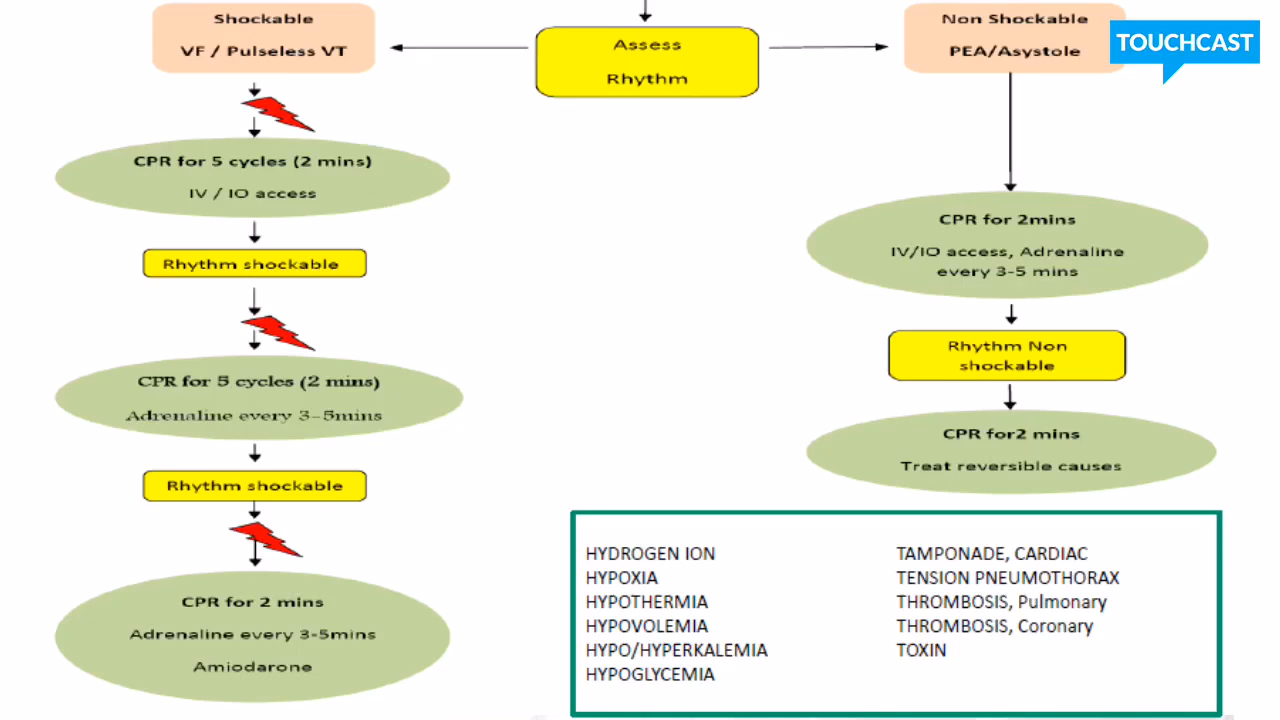 Shockable
VF / Pulseless VT
Assess
Rhythm
Non Shockable
PEA/Asystole
TOUCHCAST
CPR for 5 cycles (2 mins)
IV / IO access
Rhythm shockable
CPR for 5 cycles (2 mins)
Adrenaline every 3–5mins
Rhythm shockable
CPR for 2 mins
Adrenaline every 3-5mins
Amiodarone
CPR for 2mins
IV/IO access, Adrenaline
every 3-5 mins
Rhythm Non
shockable
CPR for2 mins
Treat reversible causes
HYDROGEN ION
HYPOXIA
HYPOTHERMIA
HYPOVOLEMIA
HYPO/HYPERKALEMIA
HYPOGLYCEMIA
TAMPONADE, CARDIAC
TENSION PNEUMOTHORAX
THROMBOSIS, Pulmonary
THROMBOSIS, Coronary
TOXIN